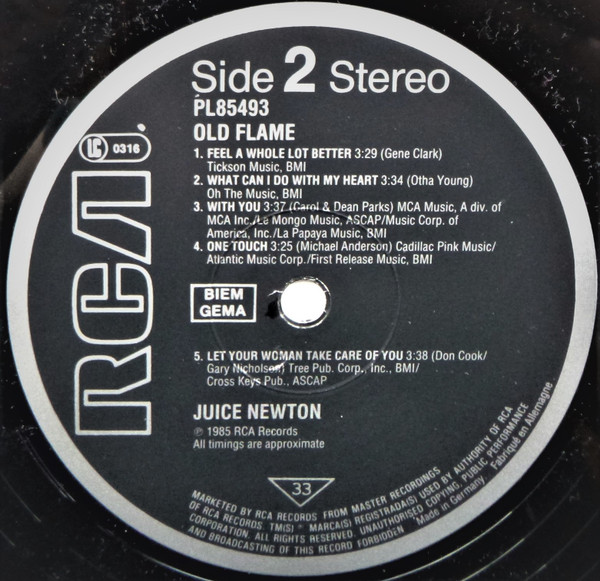 Side 2 Stereo
PL85493
OLD FLAME
LC 0316
RCA
1. FEEL A WHOLE LOT BETTER 3:29 (Gene Clark)
Tickson Music, BMI
2. WHAT CAN I DO WITH MY HEART 3:34 (Otha Young)
Oh The Music, BMI
3. WITH YOU 3:37 (Carol & Dean Parks) MCA Music, A div. of
MCA Inc./Le Mongo Music, ASCAP/Music Corp. of
America, Inc./La Papaya Music, BMI
4. ONE TOUCH 3:25 (Michael Anderson) Cadillac Pink Music/
Atlantic Music Corp./First Release Music, BMI
BIEM
GEMA
5. LET YOUR WOMAN TAKE CARE OF YOU 3:38 (Don Cook/
Gary Nicholson) Tree Pub. Corp., Inc., BMI/
Cross Keys Pub., ASCAP
JUICE NEWTON
℗ 1985 RCA Records
All timings are approximate
33
MARKETED BY RCA RECORDS FROM MASTER RECORDINGS
OF RCA RECORDS. TM(S) ® MARCA(S) REGISTRADA(S) USED BY AUTHORITY OF RCA
CORPORATION. ALL RIGHTS RESERVED. UNAUTHORISED COPYING, PUBLIC PERFORMANCE
AND BROADCASTING OF THIS RECORD FORBIDDEN Made in Germany Fabriqué en Allemagne